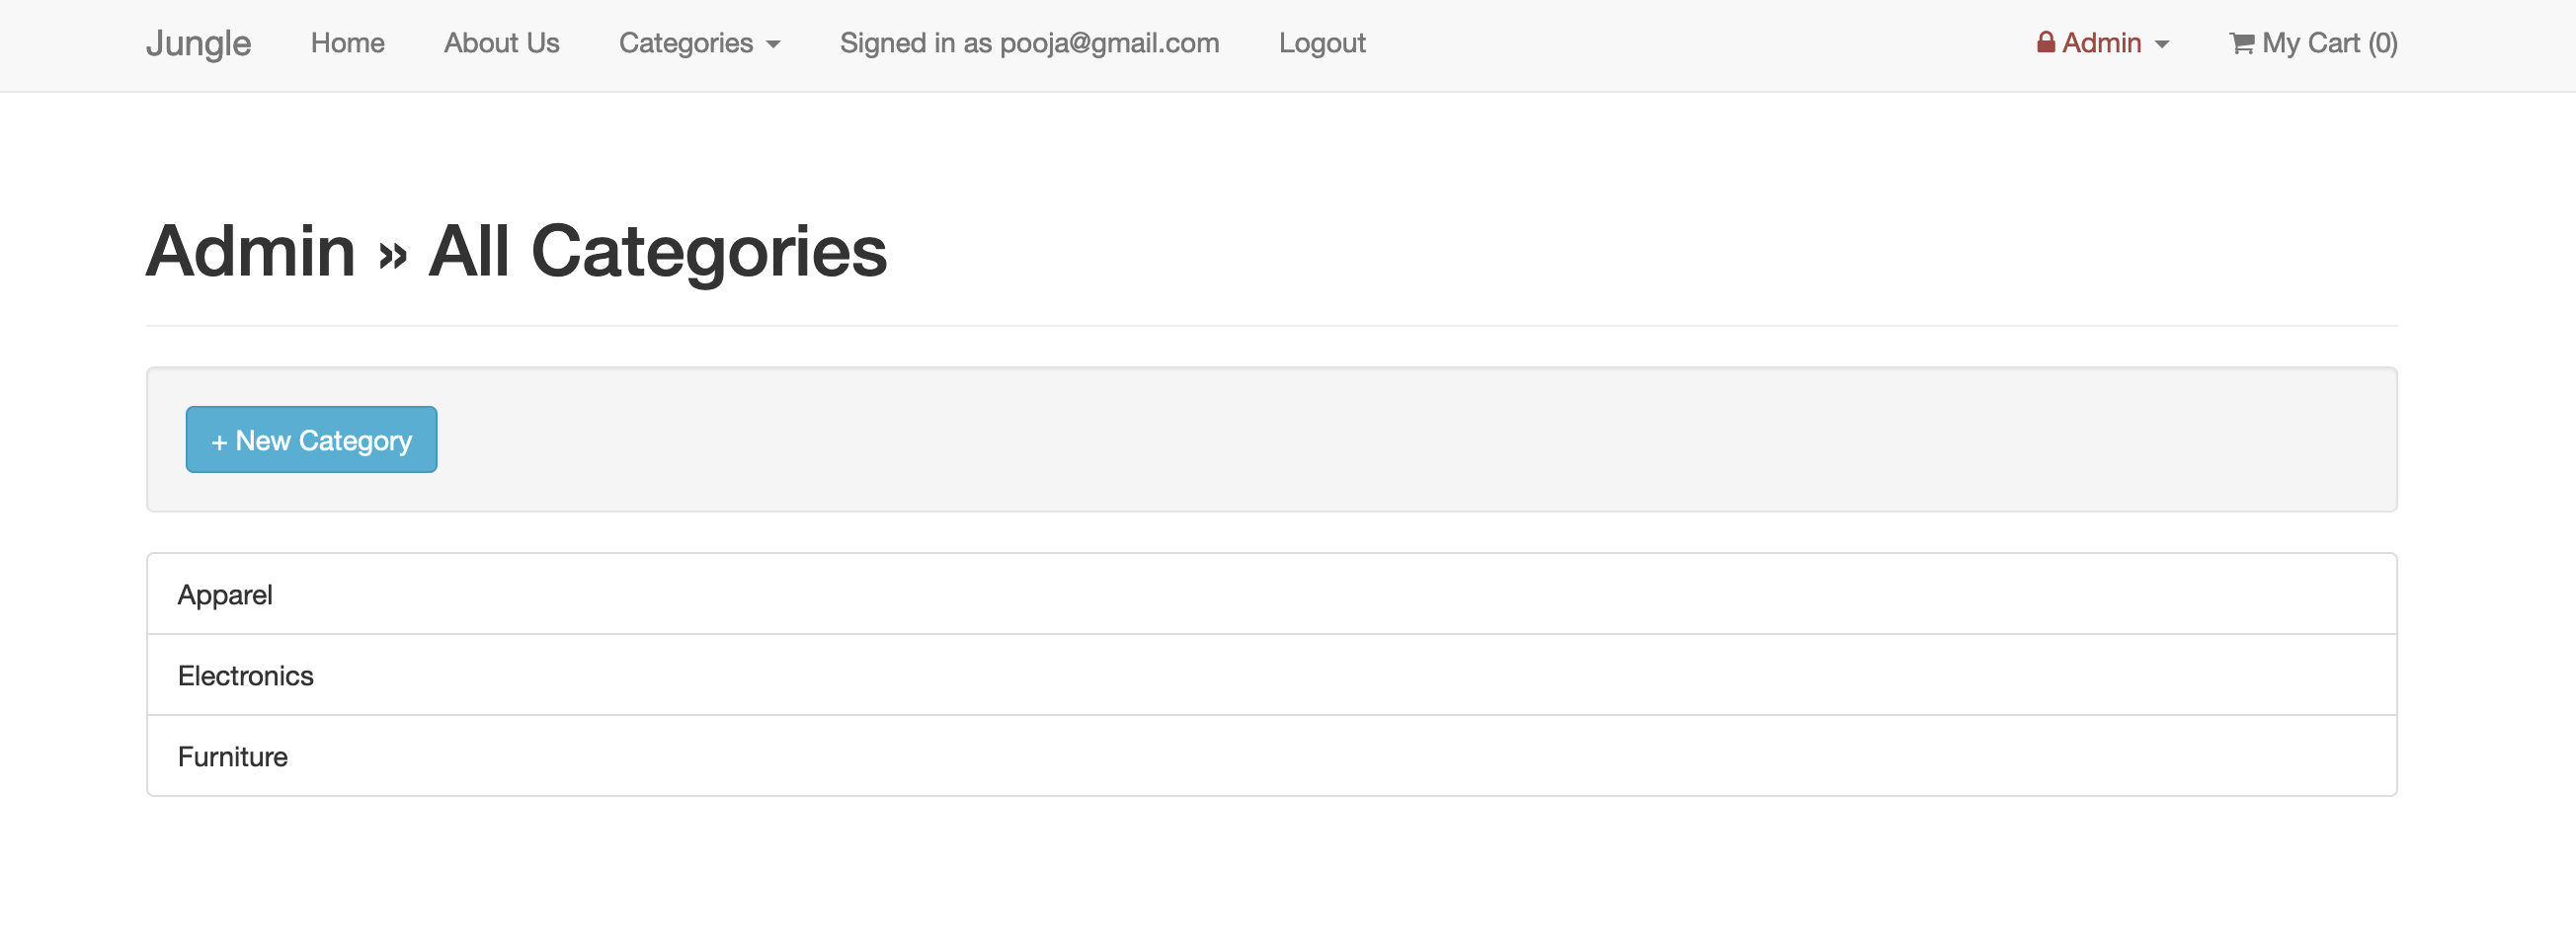 Jungle Home About Us Categories Signed in as pooja@gmail.com Logout Admin My Cart (0)
Admin » All Categories
+ New Category
Apparel
Electronics
Furniture